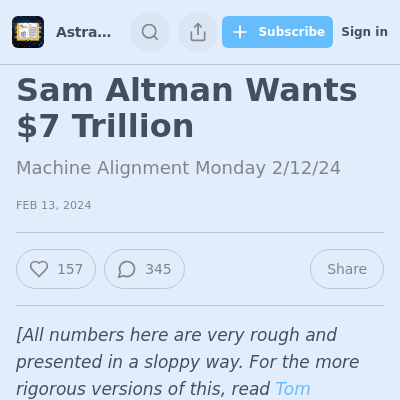 Astra...
Subscribe
Sign in
Sam Altman Wants
$7 Trillion
Machine Alignment Monday 2/12/24
FEB 13, 2024
157
345
Share
[All numbers here are very rough and
presented in a sloppy way. For the more
rigorous versions of this, read Tom